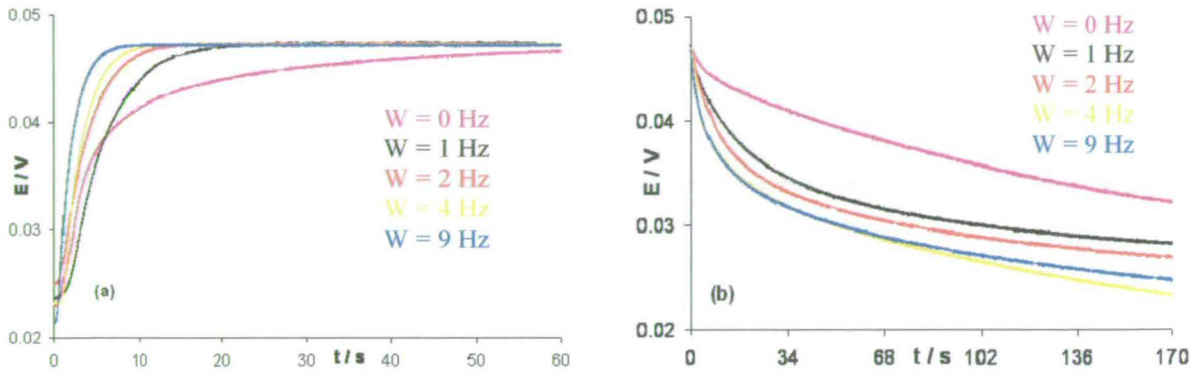 0.05
0.04
0.03
0.02
E / V
W = 0 Hz
W = 1 Hz
W = 2 Hz
W = 4 Hz
W = 9 Hz
(a)
0 10 20 30 40 50 60
t / s
0.05
0.04
0.03
0.02
E / V
W = 0 Hz
W = 1 Hz
W = 2 Hz
W = 4 Hz
W = 9 Hz
(b)
0 34 68 102 136 170
t / s